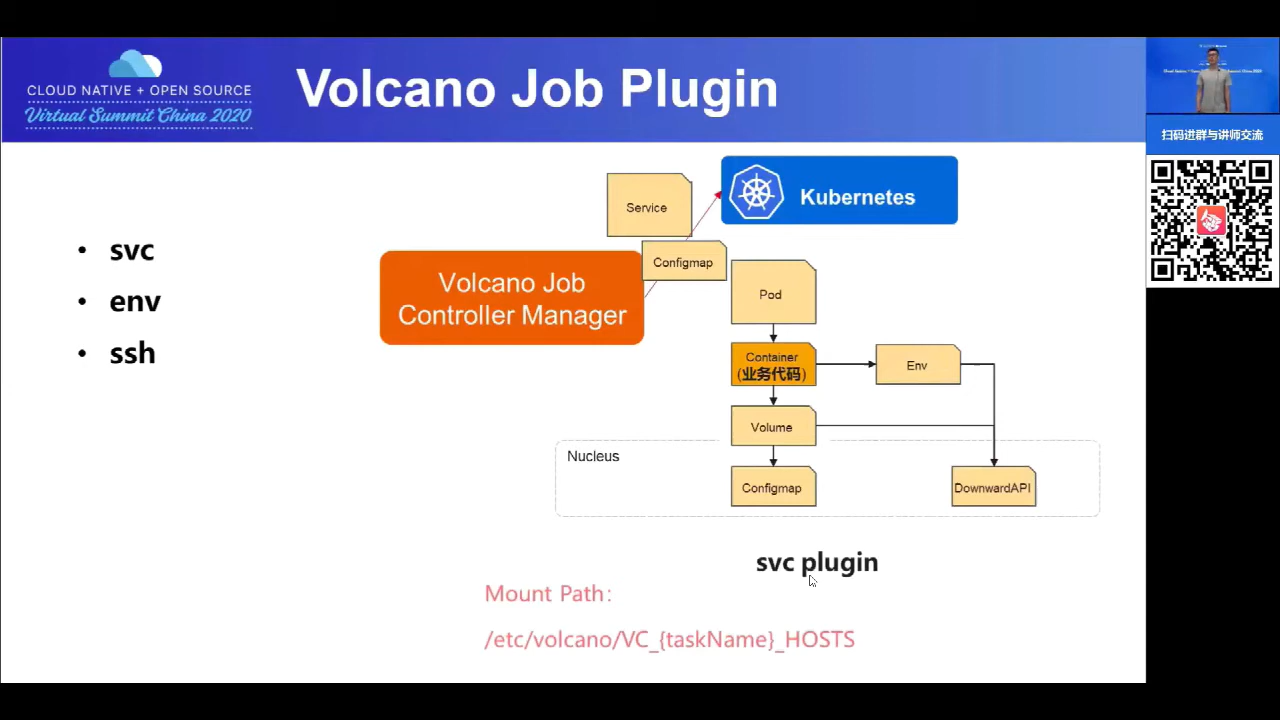 CLOUD NATIVE + OPEN SOURCE
Virtual Summit China 2020
Volcano Job Plugin
扫码进群与讲师交流
• svc
• env
• ssh
Service
Kubernetes
Configmap
Volcano Job
Controller Manager
Pod
Container
(业务代码)
Env
Volume
Nucleus
Configmap
DownwardAPI
svc plugin
Mount Path：
/etc/volcano/VC_{taskName}_HOSTS